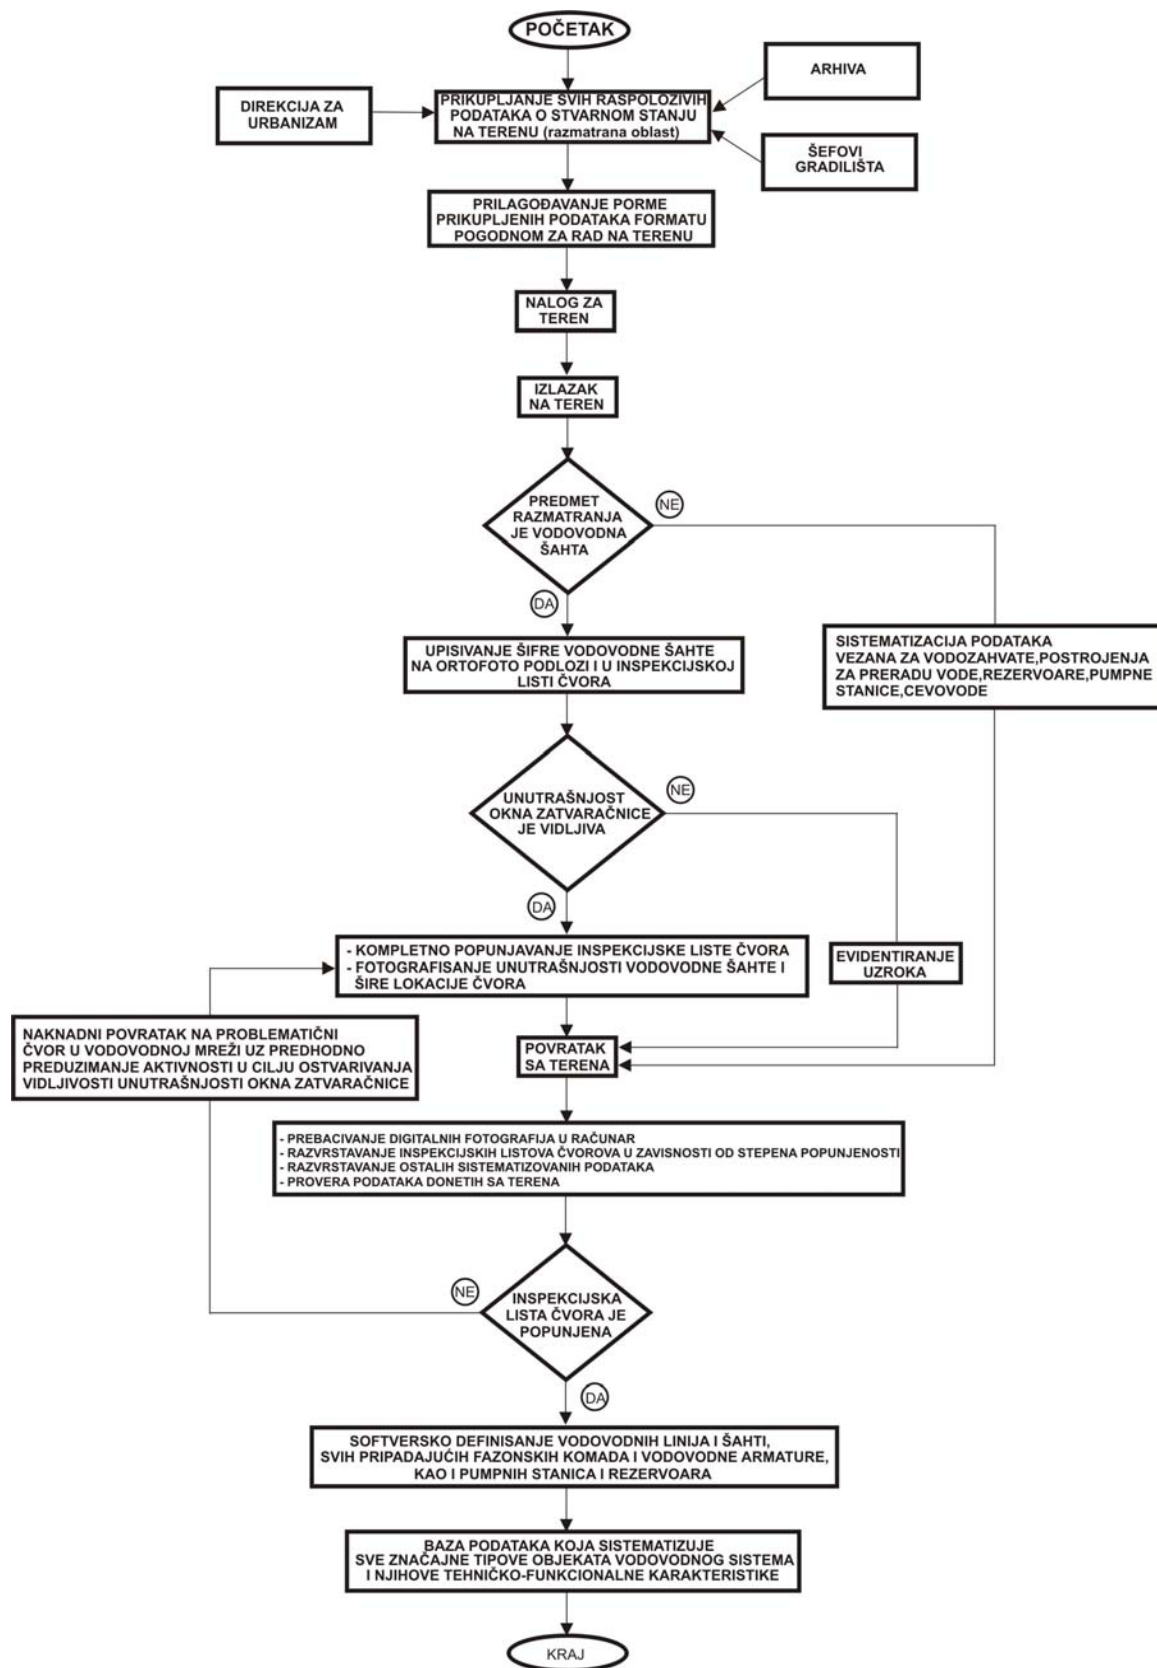 POČETAK
ARHIVA
DIREKCIJA ZA
URBANIZAM
PRIKUPLJANJE SVIH RASPOLOZIVIH
PODATAKA O STVARNOM STANJU
NA TERENU (razmatrana oblast)
ŠEFOVI
GRADILIŠTA
PRILAGOĐAVANJE PORME
PRIKUPLJENIH PODATAKA FORMATU
POGODNOM ZA RAD NA TERENU
NALOG ZA
TEREN
IZLAZAK
NA TEREN
PREDMET
RAZMATRANJA
JE VODOVODNA
ŠAHTA
NE
DA
UPISIVANJE ŠIFRE VODOVODNE ŠAHTE
NA ORTOFOTO PODLOZI I U INSPEKCIJSKOJ
LISTI ČVORA
SISTEMATIZACIJA PODATAKA
VEZANA ZA VODOZAHVATE,POSTROJENJA
ZA PRERADU VODE,REZERVOARE,PUMPNE
STANICE,CEVOVODE
UNUTRAŠNJOST
OKNA ZATVARAČNICE
JE VIDLJIVA
NE
DA
- KOMPLETNO POPUNJAVANJE INSPEKCIJSKE LISTE ČVORA
- FOTOGRAFISANJE UNUTRAŠNJOSTI VODOVODNE ŠAHTE I
ŠIRE LOKACIJE ČVORA
EVIDENTIRANJE
UZROKA
NAKNADNI POVRATAK NA PROBLEMATIČNI
ČVOR U VODOVODNOJ MREŽI UZ PREDHODNO
PREDUZIMANJE AKTIVNOSTI U CILJU OSTVARIVANJA
VIDLJIVOSTI UNUTRAŠNJOSTI OKNA ZATVARAČNICE
POVRATAK
SA TERENA
- PREBACIVANJE DIGITALNIH FOTOGRAFIJA U RAČUNAR
- RAZVRSTAVANJE INSPEKCIJSKIH LISTOVA ČVOROVA U ZAVISNOSTI OD STEPENA POPUNJENOSTI
- RAZVRSTAVANJE OSTALIH SISTEMATIZOVANIH PODATAKA
- PROVERA PODATAKA DONETIH SA TERENA
NE
INSPEKCIJSKA
LISTA ČVORA JE
POPUNJENA
DA
SOFTVERSKO DEFINISANJE VODOVODNIH LINIJA I ŠAHTI,
SVIH PRIPADAJUĆIH FAZONSKIH KOMADA I VODOVODNE ARMATURE,
KAO I PUMPNIH STANICA I REZERVOARA
BAZA PODATAKA KOJA SISTEMATIZUJE
SVE ZNAČAJNE TIPOVE OBJEKATA VODOVODNOG SISTEMA
I NJIHOVE TEHNIČKO-FUNKCIONALNE KARAKTERISTIKE
KRAJ